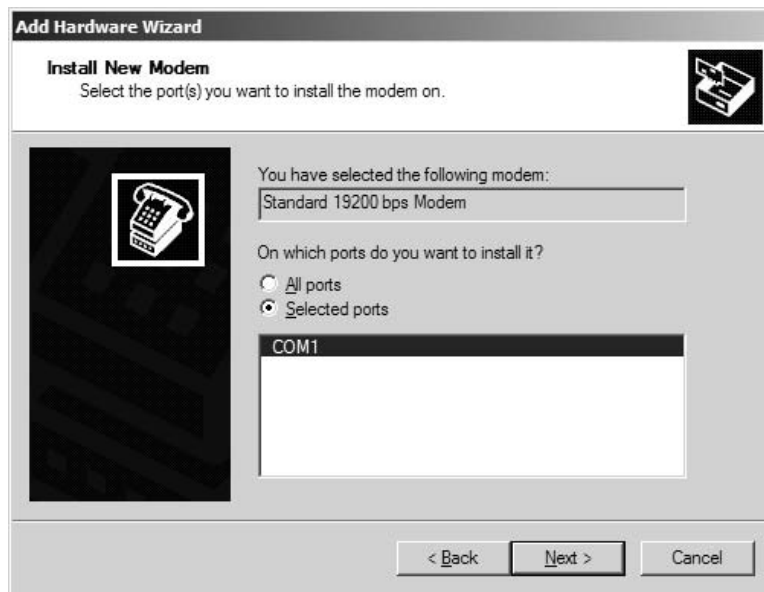 Add Hardware Wizard
Install New Modem
Select the port(s) you want to install the modem on.
You have selected the following modem:
Standard 19200 bps Modem
On which ports do you want to install it?
All ports
Selected ports
COM1
< Back Next > Cancel